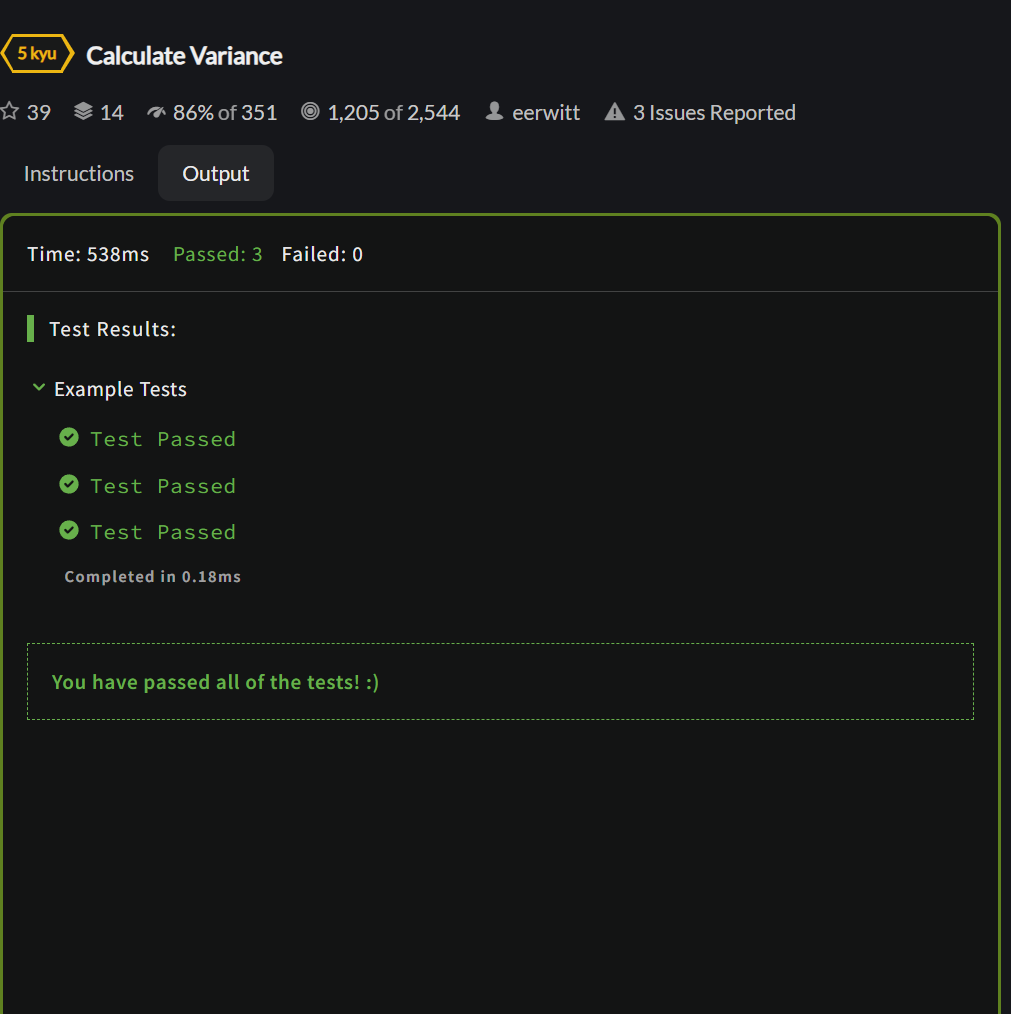 5 kyu Calculate Variance
39 14 86% of 351 1,205 of 2,544 eerwitt 3 Issues Reported
Instructions Output
Time: 538ms Passed: 3 Failed: 0
Test Results:
Example Tests
Test Passed
Test Passed
Test Passed
Completed in 0.18ms
You have passed all of the tests! :)